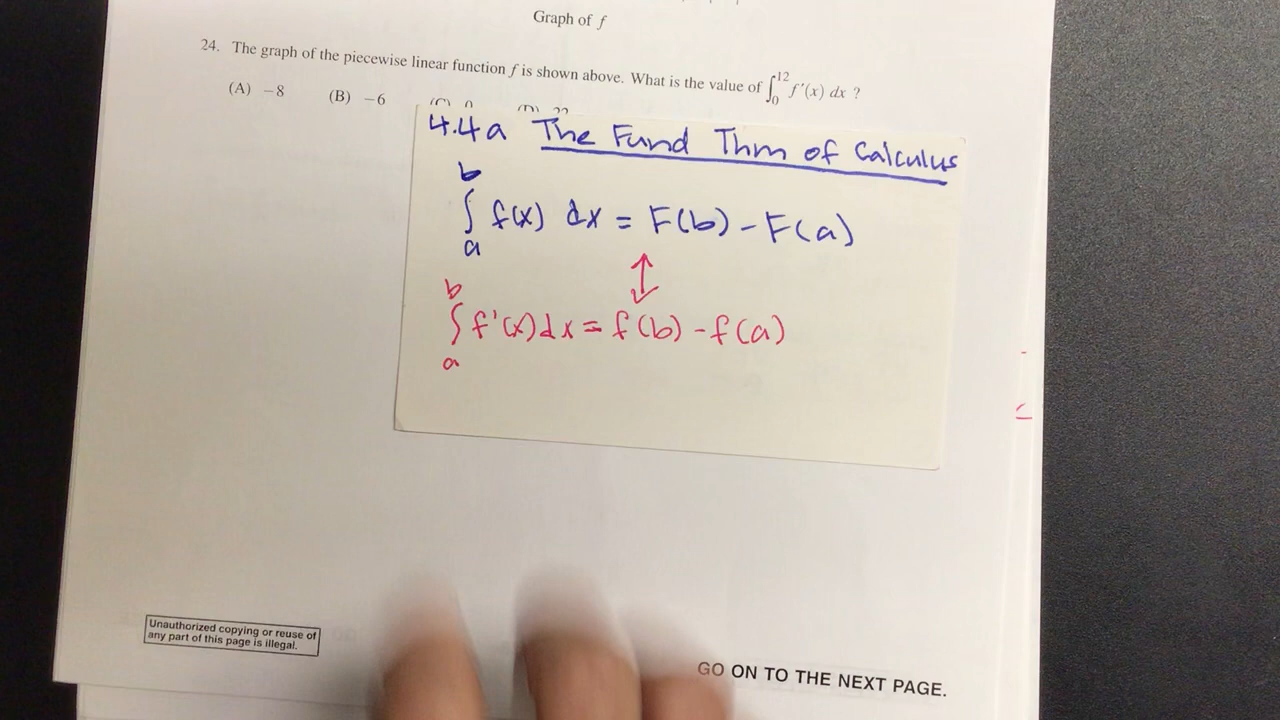 Graph of f
24. The graph of the piecewise linear function f is shown above. What is the value of ∫₀¹² f′(x) dx ?
(A) −8 (B) −6
4.4a The Fund Thm of Calculus
b
∫ f(x) dx = F(b) - F(a)
a
↕
b
∫ f'(x) dx = f(b) - f(a)
a
Unauthorized copying or reuse of
any part of this page is illegal.
GO ON TO THE NEXT PAGE.